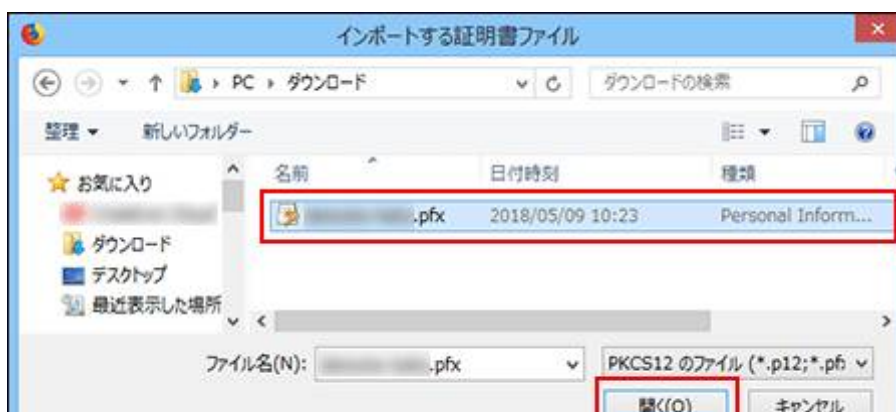 インポートする証明書ファイル
PC ダウンロード
ダウンロードの検索
整理 新しいフォルダー
名前 日付時刻 種類
お気に入り
.pfx 2018/05/09 10:23 Personal Inform...
ダウンロード
デスクトップ
最近表示した場所
ファイル名(N): .pfx PKCS12 のファイル (*.p12;*.pf
開く(O) キャンセル